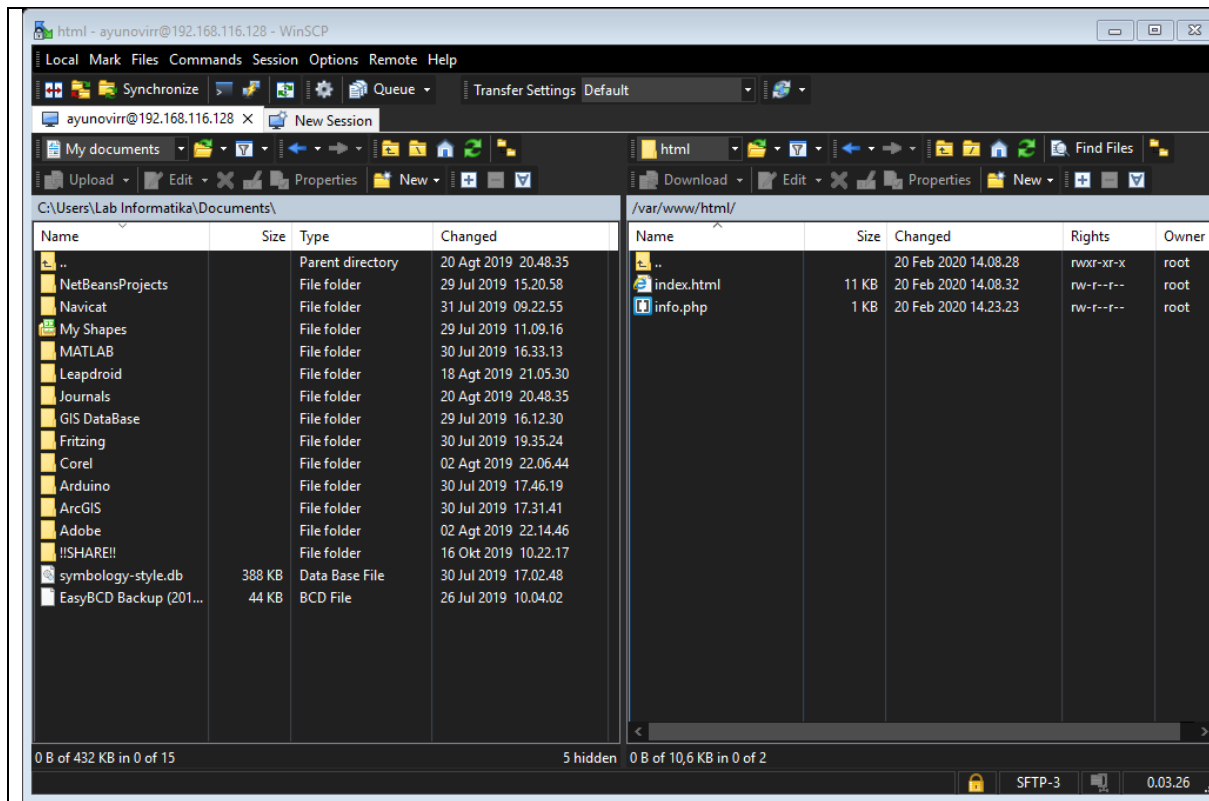 html - ayunovirr@192.168.116.128 - WinSCP
Local Mark Files Commands Session Options Remote Help
Synchronize Queue Transfer Settings Default
ayunovirr@192.168.116.128 New Session
My documents
Upload Edit Properties New
C:\Users\Lab Informatika\Documents\
Name Size Type Changed
.. Parent directory 20 Agt 2019 20.48.35
NetBeansProjects File folder 29 Jul 2019 15.20.58
Navicat File folder 31 Jul 2019 09.22.55
My Shapes File folder 29 Jul 2019 11.09.16
MATLAB File folder 30 Jul 2019 16.33.13
Leapdroid File folder 18 Agt 2019 21.05.30
Journals File folder 20 Agt 2019 20.48.35
GIS DataBase File folder 29 Jul 2019 16.12.30
Fritzing File folder 30 Jul 2019 19.35.24
Corel File folder 02 Agt 2019 22.06.44
Arduino File folder 30 Jul 2019 17.46.19
ArcGIS File folder 30 Jul 2019 17.31.41
Adobe File folder 02 Agt 2019 22.14.46
!!SHARE!! File folder 16 Okt 2019 10.22.17
symbology-style.db 388 KB Data Base File 30 Jul 2019 17.02.48
EasyBCD Backup (201... 44 KB BCD File 26 Jul 2019 10.04.02
0 B of 432 KB in 0 of 15 5 hidden
html Find Files
Download Edit Properties New
/var/www/html/
Name Size Changed Rights Owner
.. 20 Feb 2020 14.08.28 rwxr-xr-x root
index.html 11 KB 20 Feb 2020 14.08.32 rw-r--r-- root
info.php 1 KB 20 Feb 2020 14.23.23 rw-r--r-- root
0 B of 10,6 KB in 0 of 2
SFTP-3 0.03.26